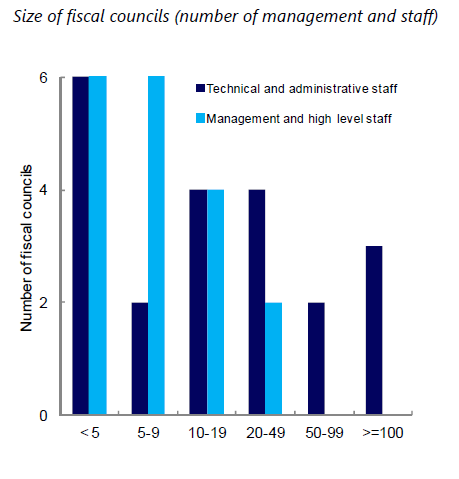 Size of fiscal councils (number of management and staff)
Technical and administrative staff
Management and high level staff
Number of fiscal councils
6
4
2
0
< 5
5-9
10-19
20-49
50-99
>=100